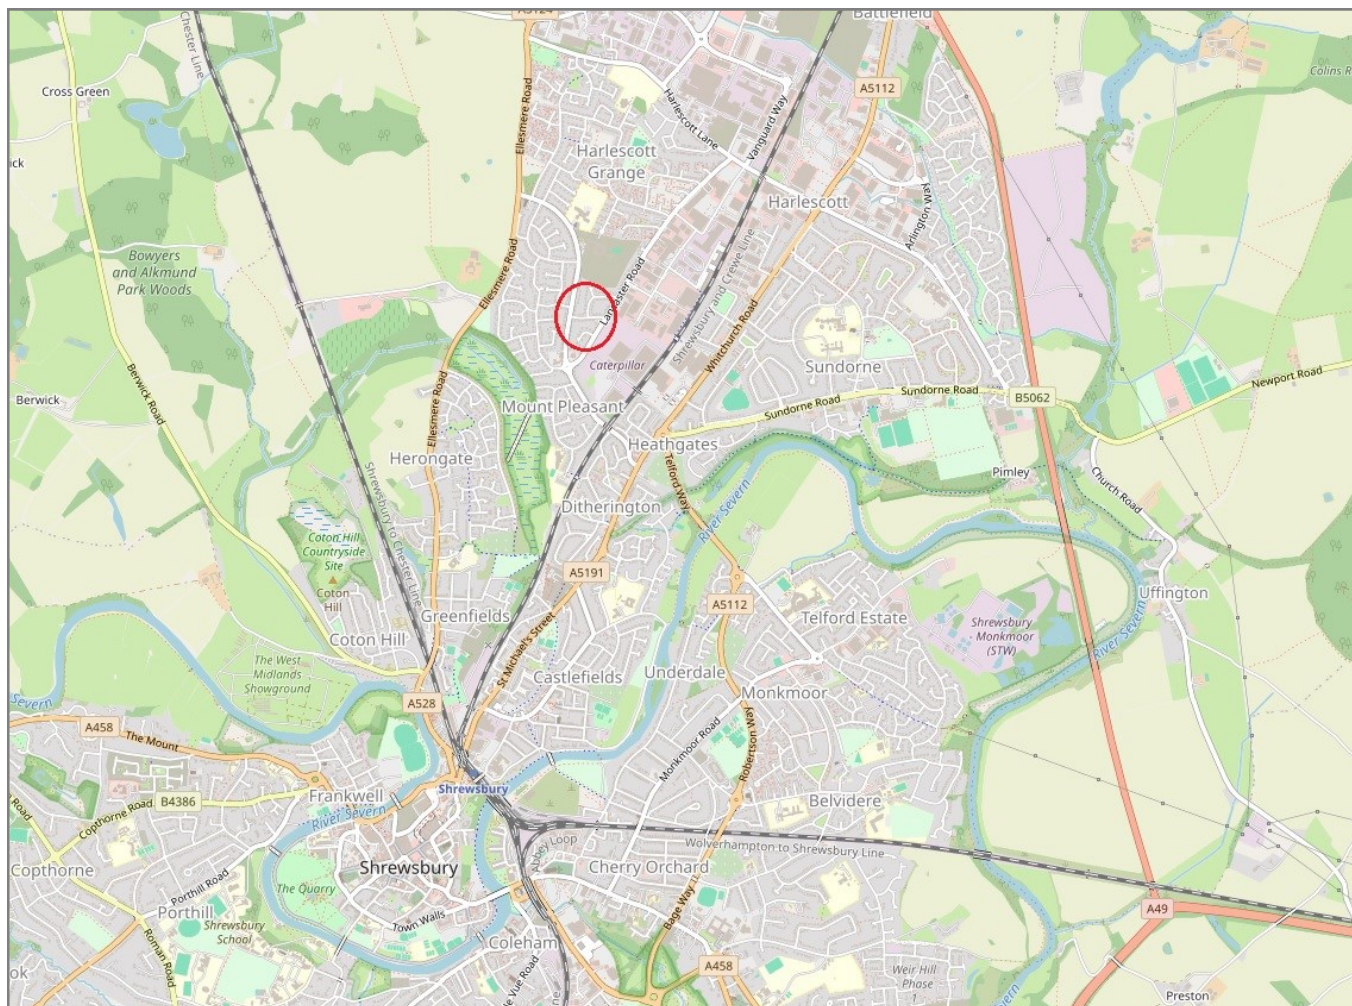 A5124
Battlefield
Chester Line
Cross Green
Colins R
Ellesmere Road
Harlescott Lane
Vanguard Way
A5112
ick
Harlescott
Grange
Harlescott
Arlington Way
Bowyers
and Alkmund
Park Woods
Ellesmere Road
Lancaster Road
Shrewsbury and Crewe Line
Whitchurch Road
Caterpillar
Sundorne
Berwick Road
Berwick
Ellesmere Road
Mount Pleasant
Sundorne Road
Sundorne Road
B5062
Newport Road
Heathgates
Herongate
Telford Way
Pimley
Church Road
Shrewsbury to Chester Line
Ditherington
River Severn
Coton Hill
Countryside
Site
Coton
Hill
A5191
A5112
Uffington
Greenfields
Telford Estate
Shrewsbury
Monkmoor
(STW)
River Severn
Coton Hill
St Michael's Street
The West
Midlands
Showground
Castlefields
Underdale
Monkmoor
Severn
A528
A458
The Mount
Monkmoor Road
Robertson Way
Shrewsbury
B4386
Copthorne Road
Frankwell
River Severn
Belvidere
Road
Abbey Loop
Wolverhampton to Shrewsbury Line
Copthorne
Shrewsbury
Cherry Orchard
Porthill Road
The Quarry
Porthill
Shrewsbury
School
Town Walls
Bage Way
A49
Roman Road
Coleham
ok
Vue Road
Line
A458
Weir Hill
Phase
1
Preston